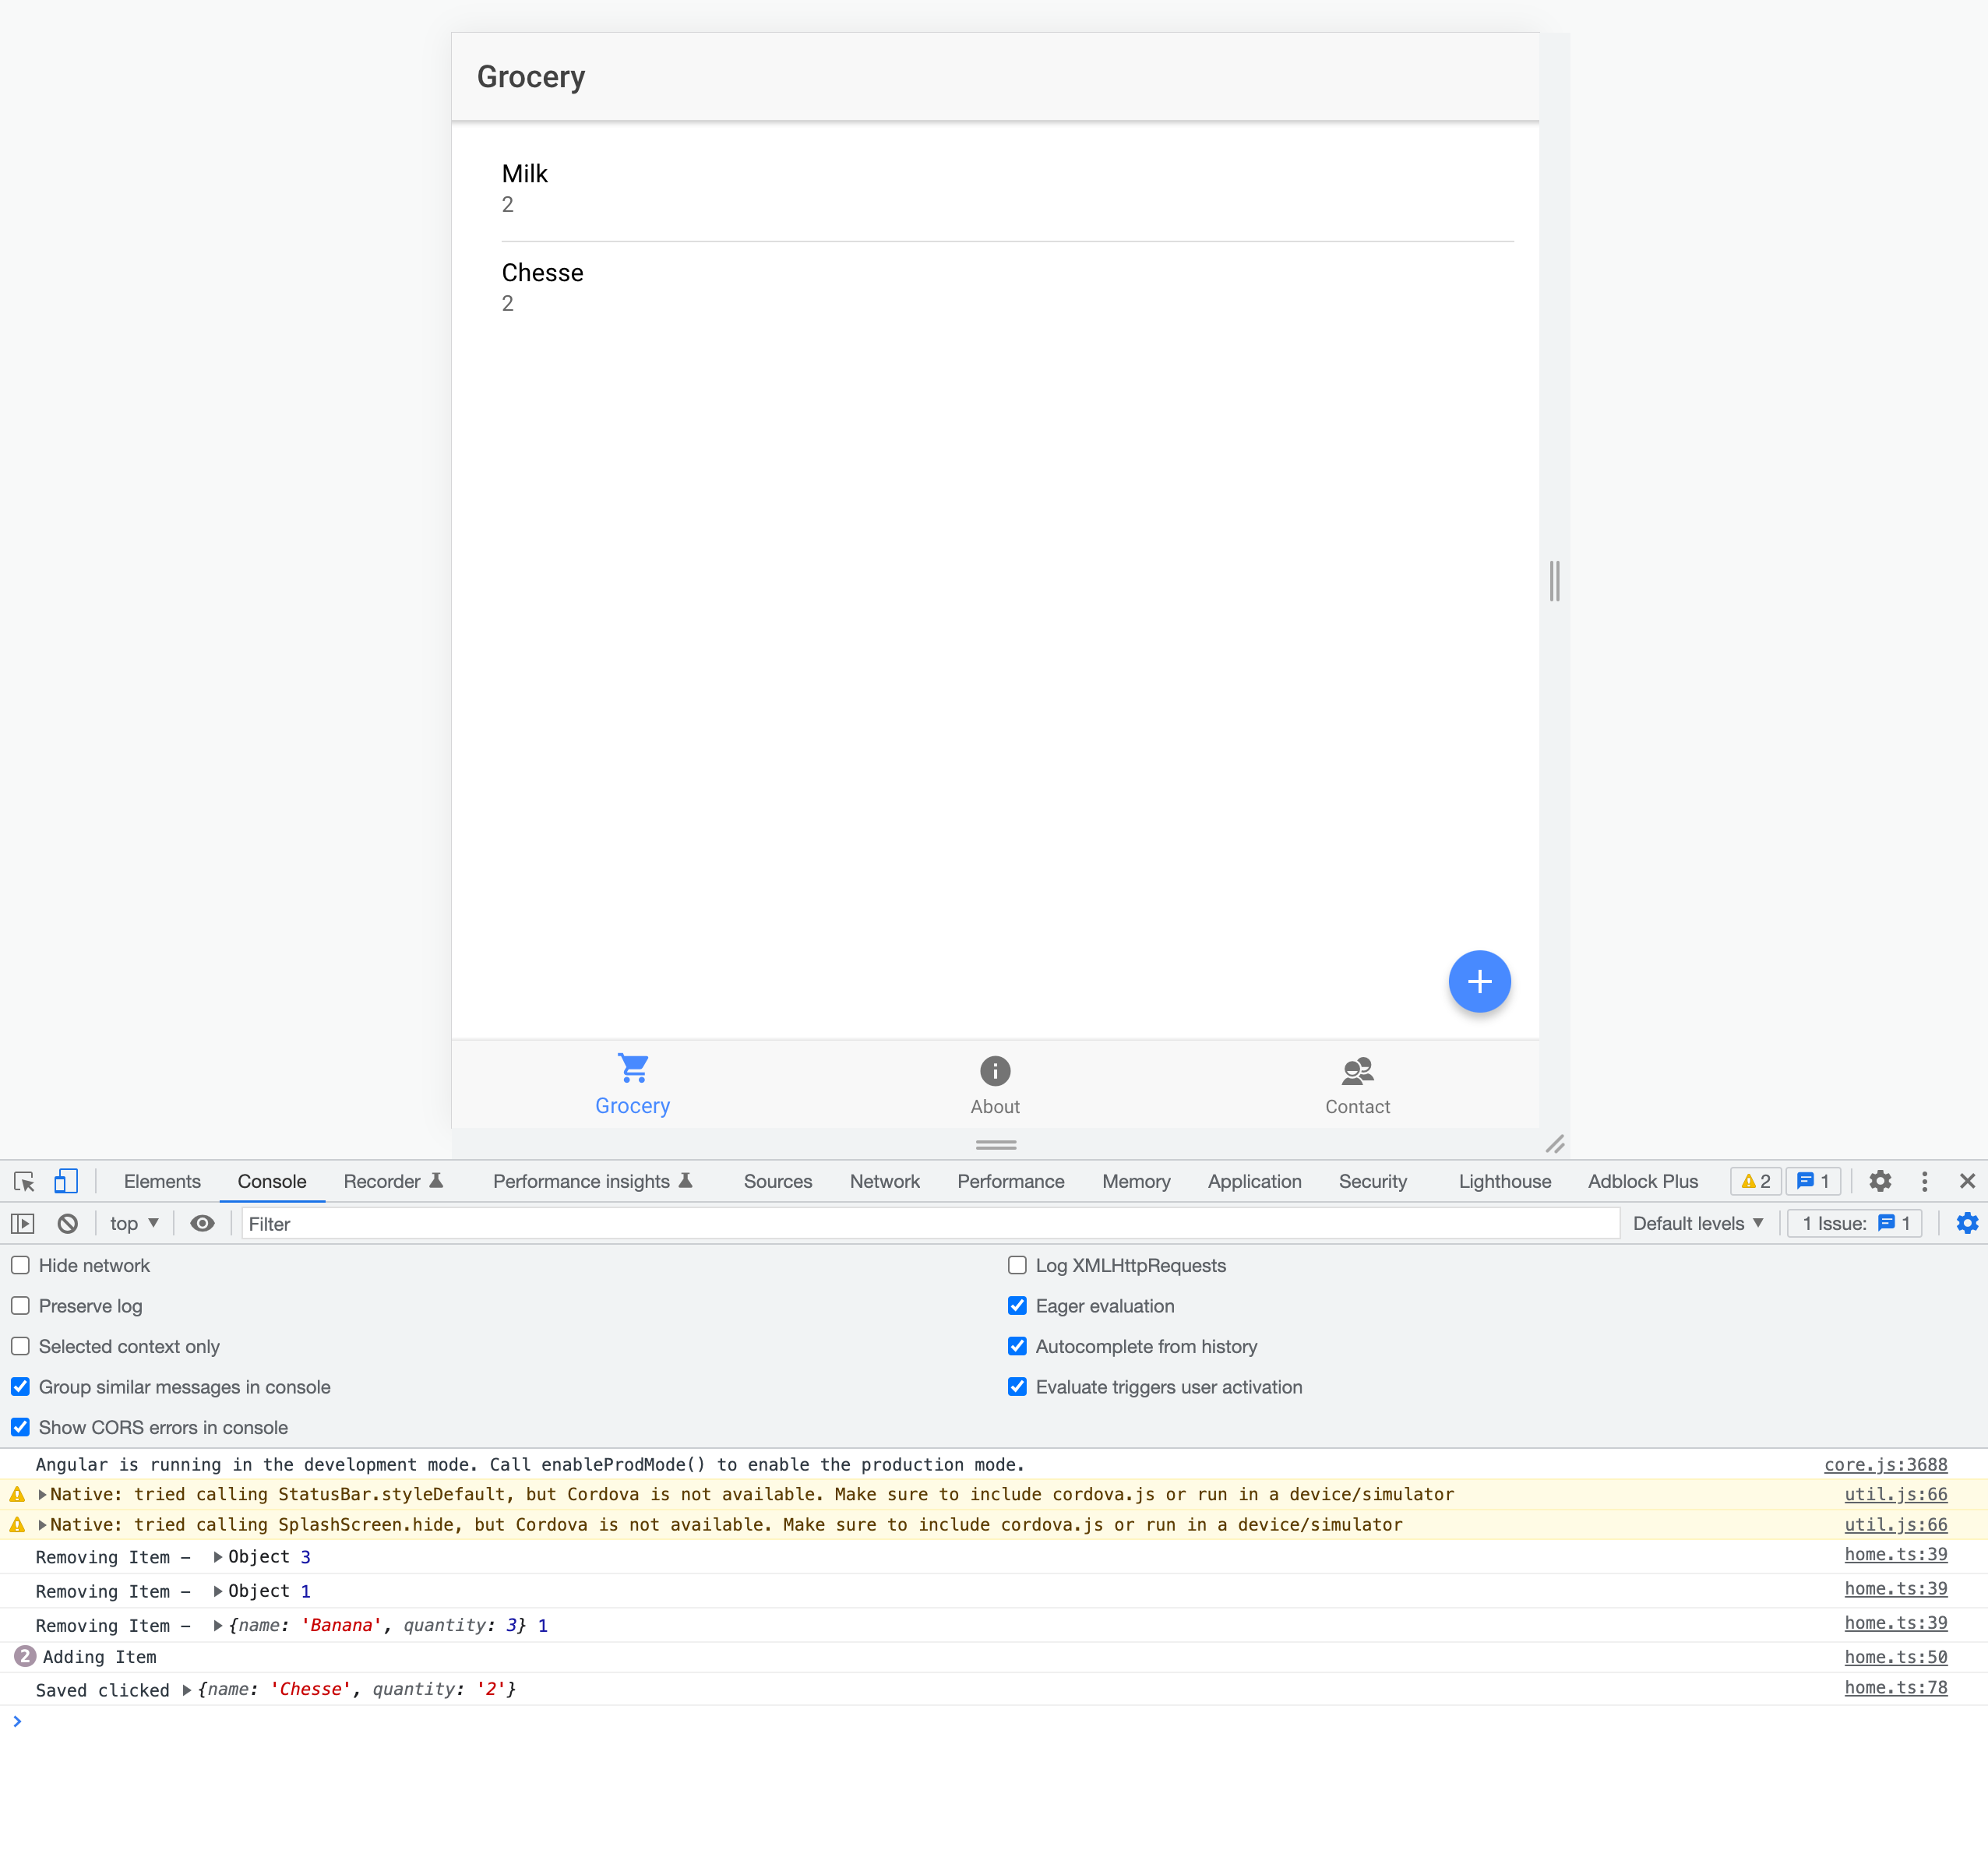 Grocery
Milk
2
Chesse
2
Grocery About Contact
Elements Console Recorder Performance insights Sources Network Performance Memory Application Security Lighthouse Adblock Plus 2 1
top Filter Default levels 1 Issue: 1
Hide network Log XMLHttpRequests
Preserve log Eager evaluation
Selected context only Autocomplete from history
Group similar messages in console Evaluate triggers user activation
Show CORS errors in console
Angular is running in the development mode. Call enableProdMode() to enable the production mode. core.js:3688
Native: tried calling StatusBar.styleDefault, but Cordova is not available. Make sure to include cordova.js or run in a device/simulator util.js:66
Native: tried calling SplashScreen.hide, but Cordova is not available. Make sure to include cordova.js or run in a device/simulator util.js:66
Removing Item – Object 3 home.ts:39
Removing Item – Object 1 home.ts:39
Removing Item – {name: 'Banana', quantity: 3} 1 home.ts:39
2 Adding Item home.ts:50
Saved clicked {name: 'Chesse', quantity: '2'} home.ts:78